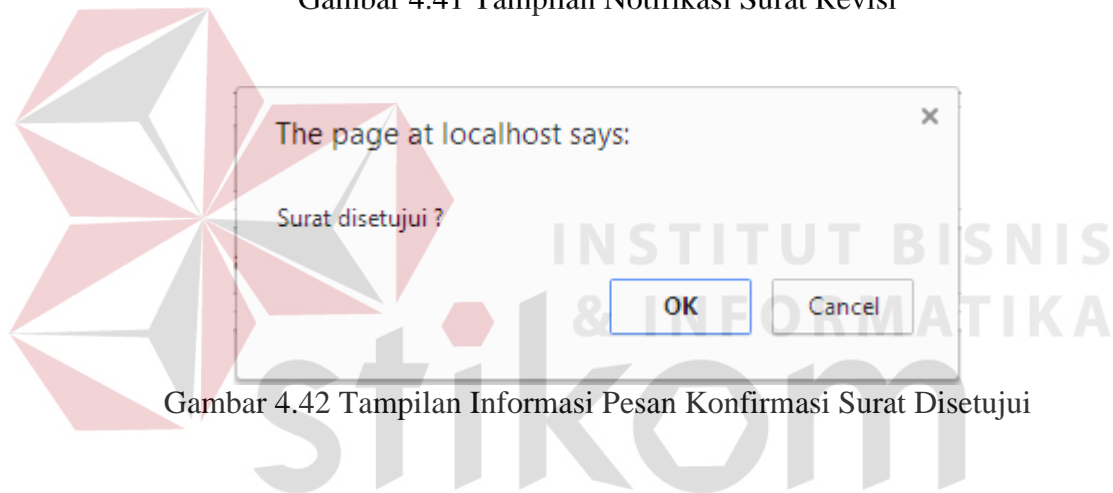 Gambar 4.41 Tampilan Notifikasi Surat Revisi
The page at localhost says:
×
Surat disetujui ?
INSTITUT BISNIS
& INFORMATIKA
OK
Cancel
stikom
Gambar 4.42 Tampilan Informasi Pesan Konfirmasi Surat Disetujui